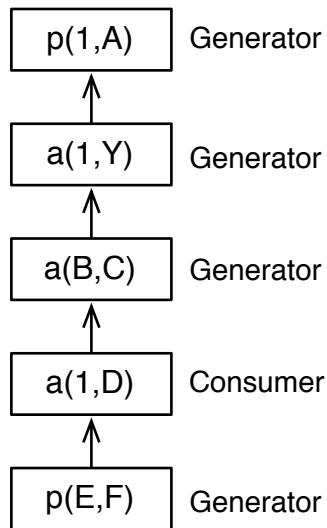 p(1,A) Generator
a(1,Y) Generator
a(B,C) Generator
a(1,D) Consumer
p(E,F) Generator